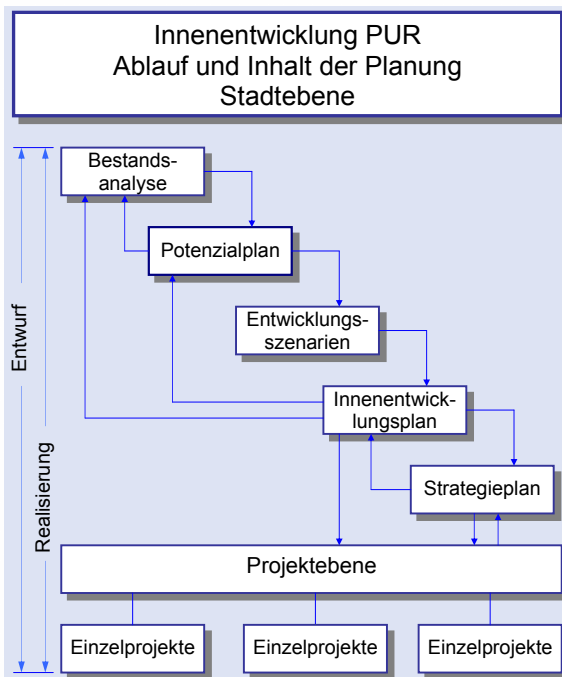 Innenentwicklung PUR
Ablauf und Inhalt der Planung
Stadtebene
Bestands-
analyse
Potenzialplan
Entwicklungs-
szenarien
Innenentwick-
lungsplan
Strategieplan
Entwurf
Realisierung
Projektebene
Einzelprojekte
Einzelprojekte
Einzelprojekte